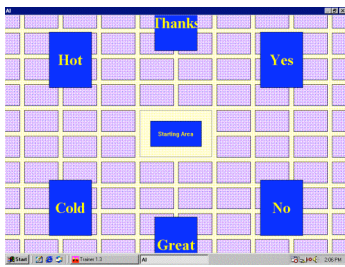 AI
Thanks
Hot
Yes
Starting Area
Cold
No
Great
Start
Trainer 1.3
AI
2:06 PM